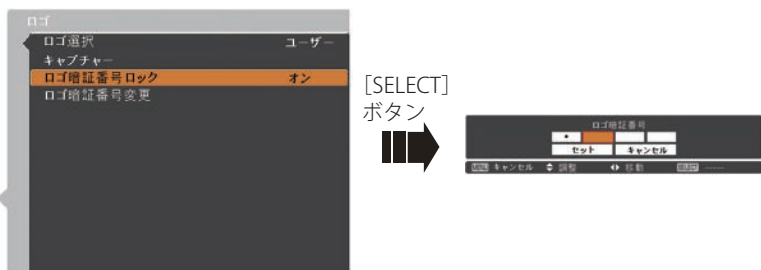 ロゴ
ロゴ選択 ユーザー
キャプチャー
ロゴ暗証番号ロック オン
ロゴ暗証番号変更
[SELECT]
ボタン
ロゴ暗証番号
セット キャンセル
MENU キャンセル 調整 移動 SELECT -----